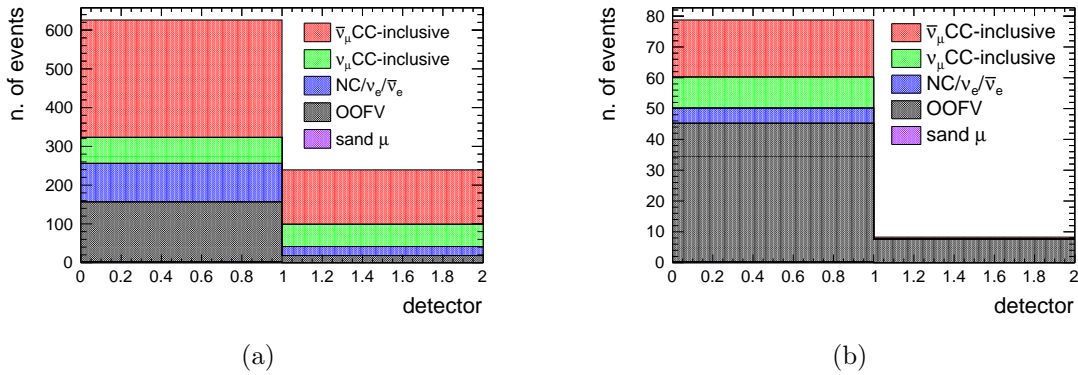 n. of events
600
500
400
300
200
100
0
ν̅μCC-inclusive
νμCC-inclusive
NC/νe/ν̅e
OOFV
sand μ
0 0.2 0.4 0.6 0.8 1 1.2 1.4 1.6 1.8 2
detector
(a)
n. of events
80
70
60
50
40
30
20
10
0
ν̅μCC-inclusive
νμCC-inclusive
NC/νe/ν̅e
OOFV
sand μ
0 0.2 0.4 0.6 0.8 1 1.2 1.4 1.6 1.8 2
detector
(b)